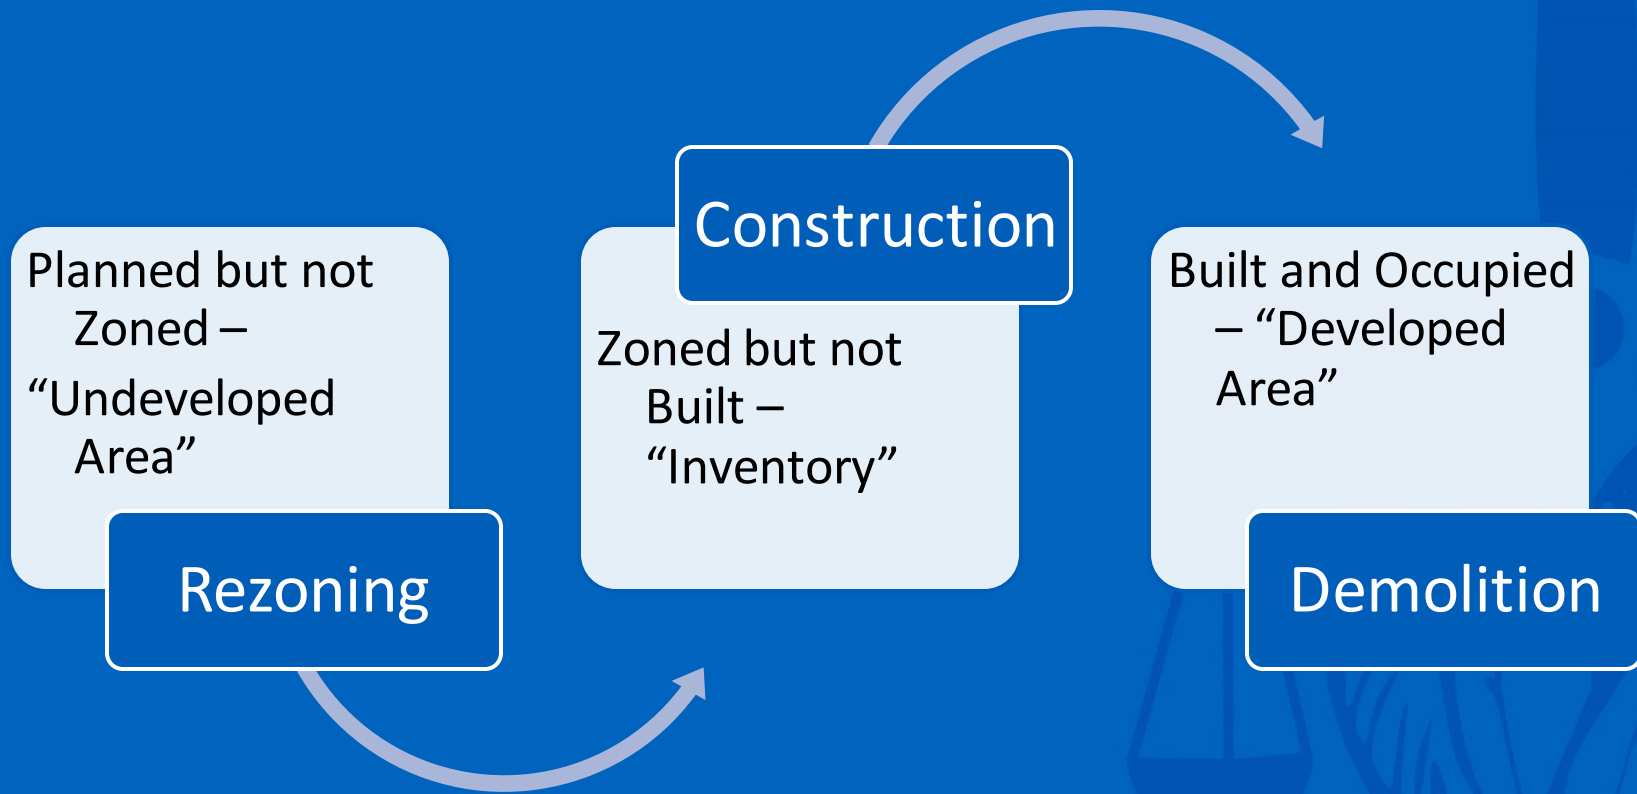 Planned but not
Zoned –
“Undeveloped
Area”
Rezoning
Construction
Zoned but not
Built –
“Inventory”
Built and Occupied
– “Developed
Area”
Demolition